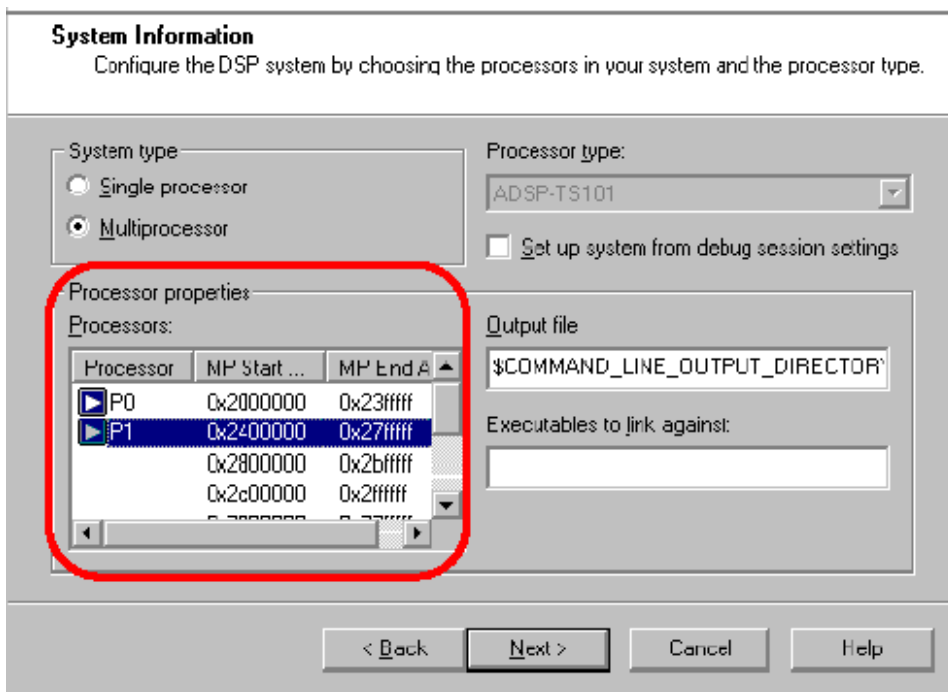 System Information
Configure the DSP system by choosing the processors in your system and the processor type.
System type
Single processor
Multiprocessor
Processor type:
ADSP-TS101
Set up system from debug session settings
Processor properties
Processors:
Processor MP Start ... MP End A
P0 0x2000000 0x23fffff
P1 0x2400000 0x27fffff
0x2800000 0x2bfffff
0x2c00000 0x2ffffff
Output file
$COMMAND_LINE_OUTPUT_DIRECTORY
Executables to link against:
< Back
Next >
Cancel
Help